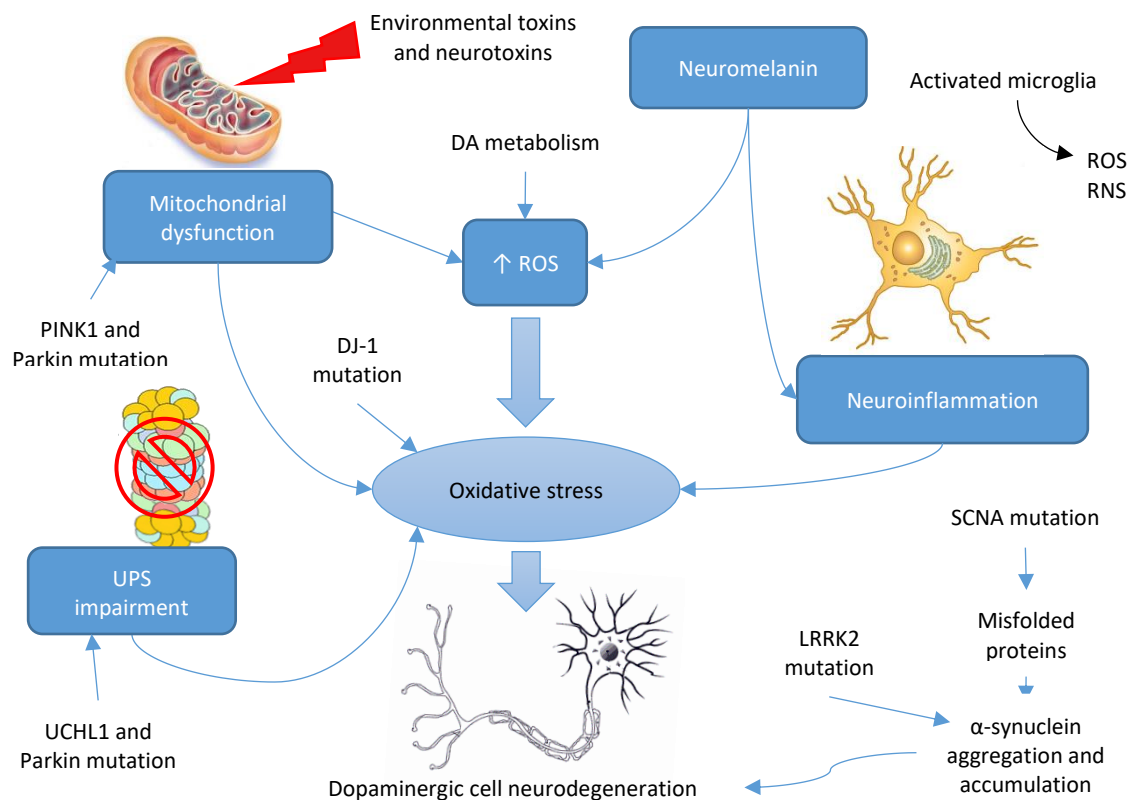 Environmental toxins
and neurotoxins
Neuromelanin
Activated microglia
ROS
RNS
DA metabolism
Mitochondrial
dysfunction
↑ ROS
PINK1 and
Parkin mutation
DJ-1
mutation
Neuroinflammation
Oxidative stress
SCNA mutation
UPS
impairment
Misfolded
proteins
LRRK2
mutation
UCHL1 and
Parkin mutation
α-synuclein
aggregation and
accumulation
Dopaminergic cell neurodegeneration